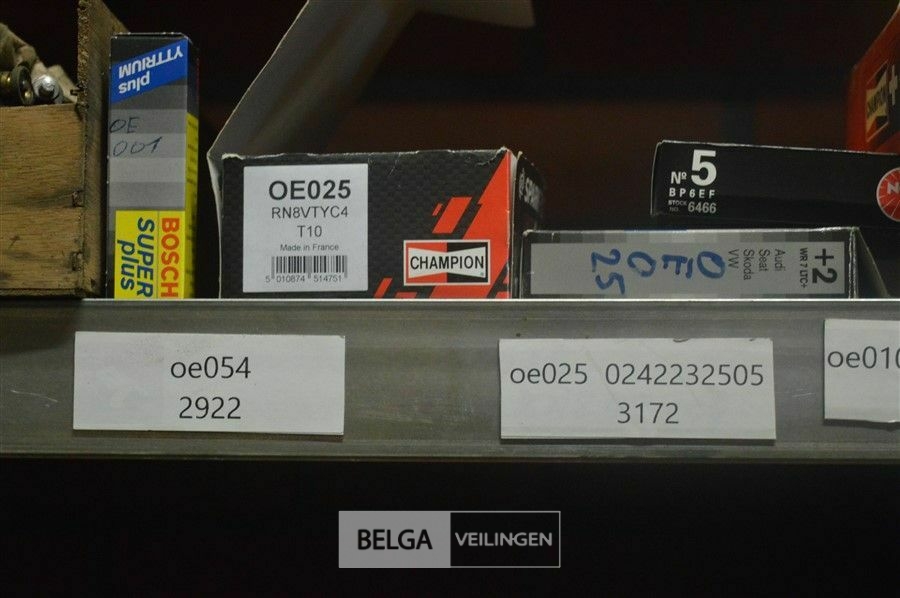 plus
YTTRIUM
OE
001
BOSCH
SUPER
plus
OE025
RN8VTYC4
T10
Made in France
5 010874 514751
CHAMPION
Nº 5
BP6EF
STOCK
NO. 6466
N
CHAMPION
+2
WR 7 LTC+
Audi
Seat
Skoda
VW
OE0
25
oe054
2922
oe025 0242232505
3172
oe010
BELGA VEILINGEN